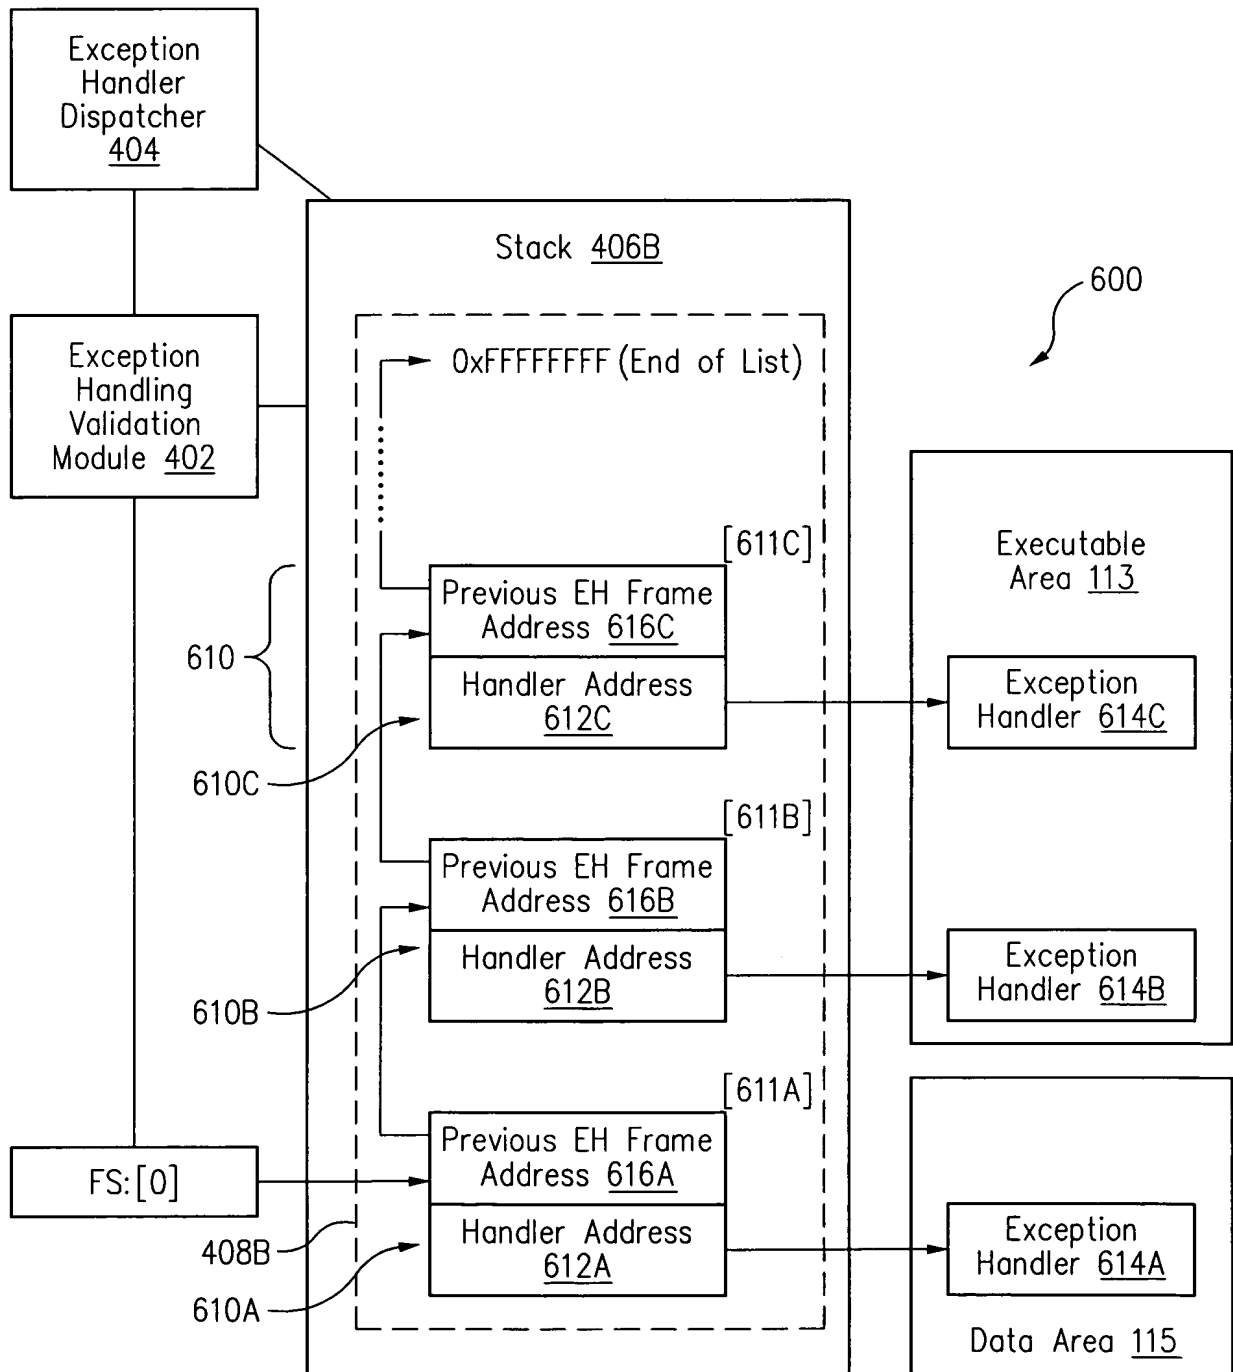 Exception
Handler
Dispatcher
404
Stack 406B
600
Exception
Handling
Validation
Module 402
0xFFFFFFFF (End of List)
[611C]
Executable
Area 113
Previous EH Frame
Address 616C
610
Handler Address
612C
Exception
Handler 614C
610C
[611B]
Previous EH Frame
Address 616B
Handler Address
612B
Exception
Handler 614B
610B
[611A]
Previous EH Frame
Address 616A
FS:[0]
Handler Address
612A
Exception
Handler 614A
408B
610A
Data Area 115